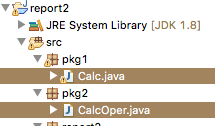 report2
JRE System Library [JDK 1.8]
src
pkg1
Calc.java
pkg2
CalcOper.java